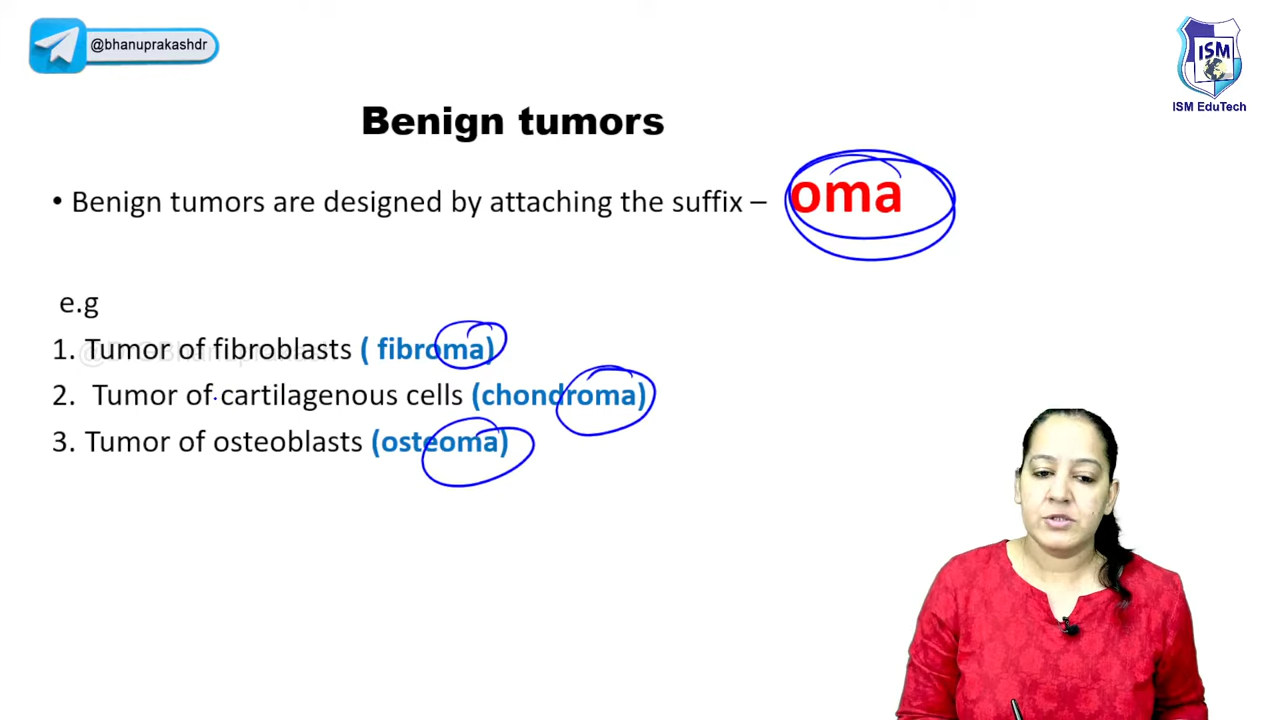 @bhanuprakashdr
ISM
ISM EduTech
Benign tumors
• Benign tumors are designed by attaching the suffix – oma
e.g
1. Tumor of fibroblasts ( fibroma)
2. Tumor of cartilagenous cells (chondroma)
3. Tumor of osteoblasts (osteoma)